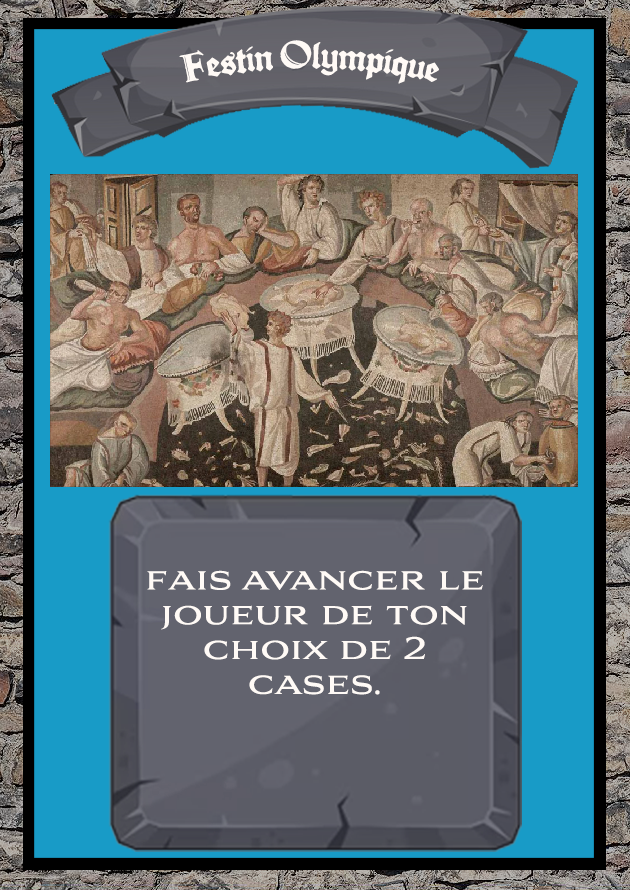 Festin Olympique
FAIS AVANCER LE
JOUEUR DE TON
CHOIX DE 2
CASES.